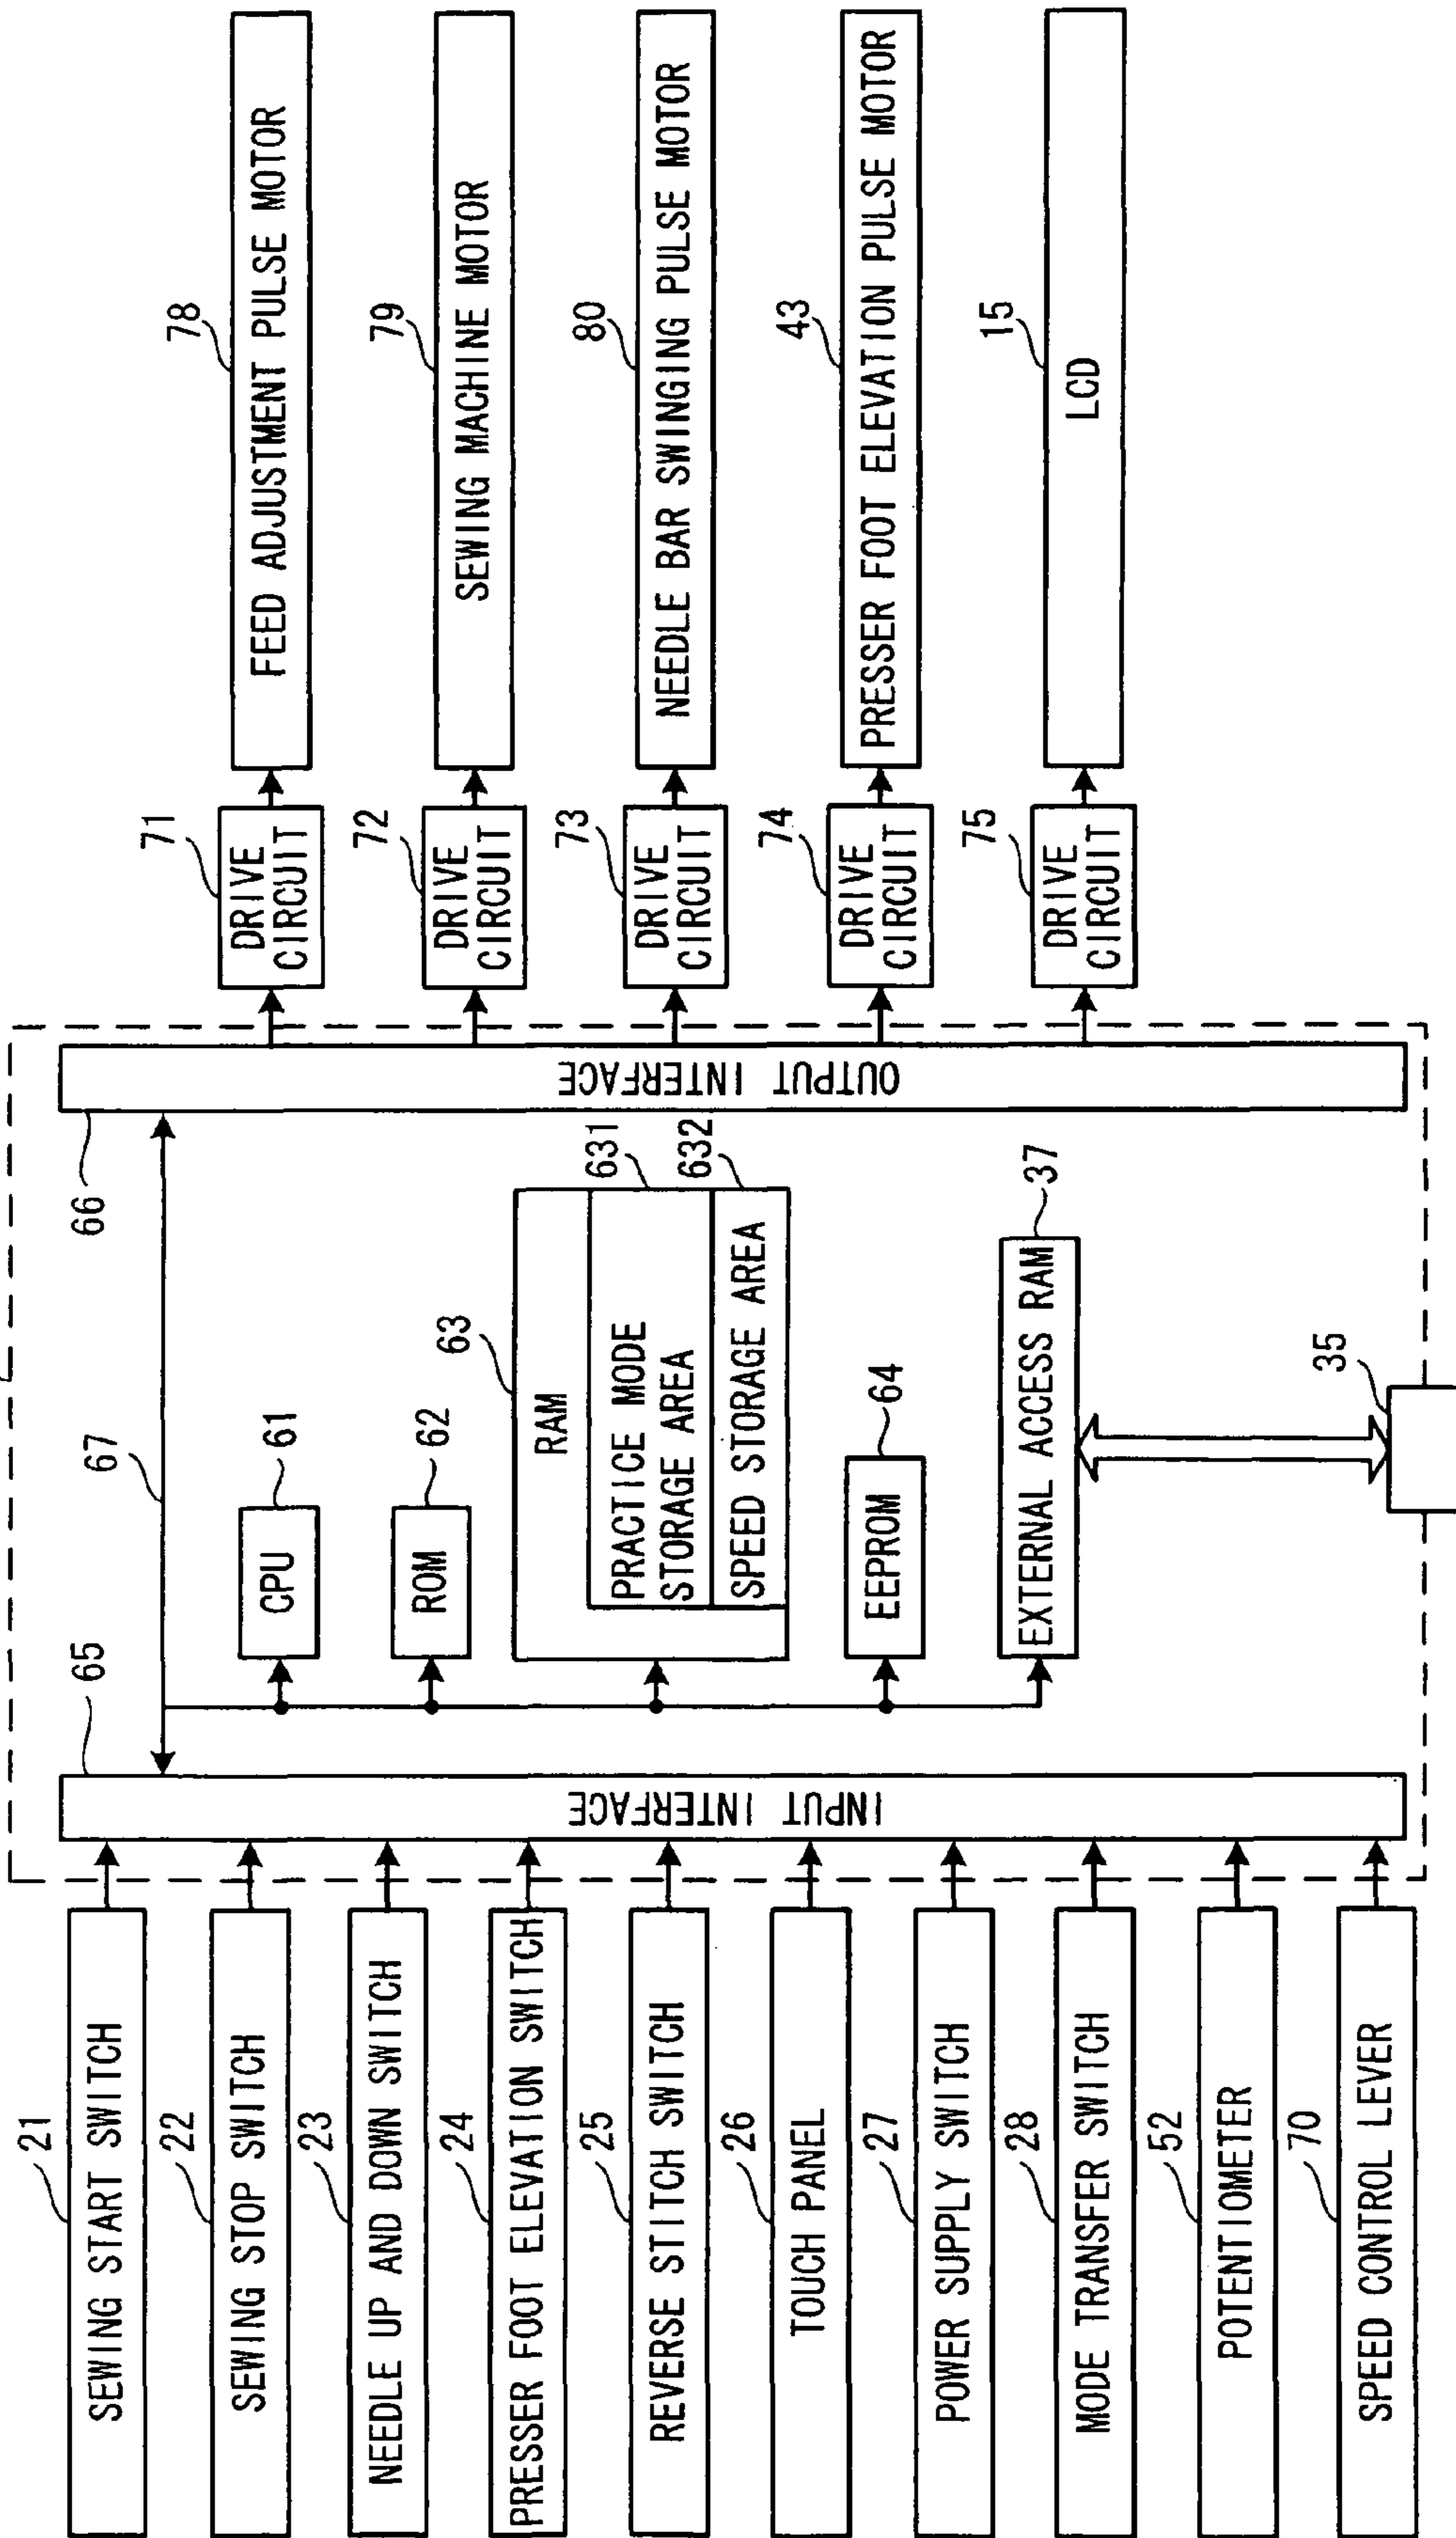 21
SEWING START SWITCH
22
SEWING STOP SWITCH
23
NEEDLE UP AND DOWN SWITCH
24
PRESSER FOOT ELEVATION SWITCH
25
REVERSE STITCH SWITCH
26
TOUCH PANEL
27
POWER SUPPLY SWITCH
28
MODE TRANSFER SWITCH
52
POTENTIOMETER
70
SPEED CONTROL LEVER
65
INPUT INTERFACE
67
61
CPU
62
ROM
63
RAM
631
PRACTICE MODE
STORAGE AREA
632
SPEED STORAGE AREA
64
EEPROM
37
EXTERNAL ACCESS RAM
35
66
OUTPUT INTERFACE
71
DRIVE
CIRCUIT
78
FEED ADJUSTMENT PULSE MOTOR
72
DRIVE
CIRCUIT
79
SEWING MACHINE MOTOR
73
DRIVE
CIRCUIT
80
NEEDLE BAR SWINGING PULSE MOTOR
74
DRIVE
CIRCUIT
43
PRESSER FOOT ELEVATION PULSE MOTOR
75
DRIVE
CIRCUIT
15
LCD